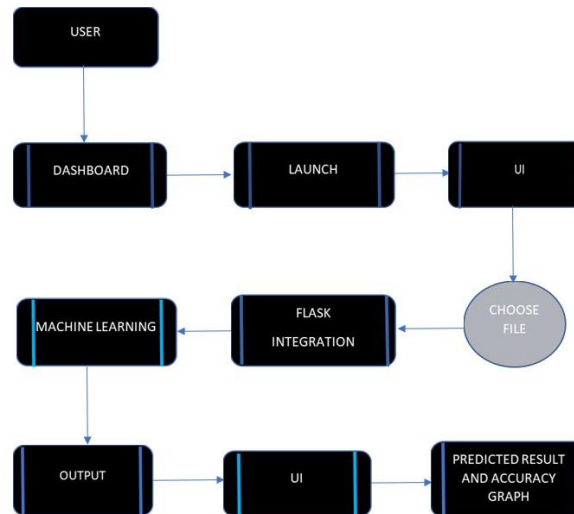 USER
DASHBOARD
LAUNCH
UI
CHOOSE
FILE
FLASK
INTEGRATION
MACHINE LEARNING
OUTPUT
UI
PREDICTED RESULT
AND ACCURACY
GRAPH